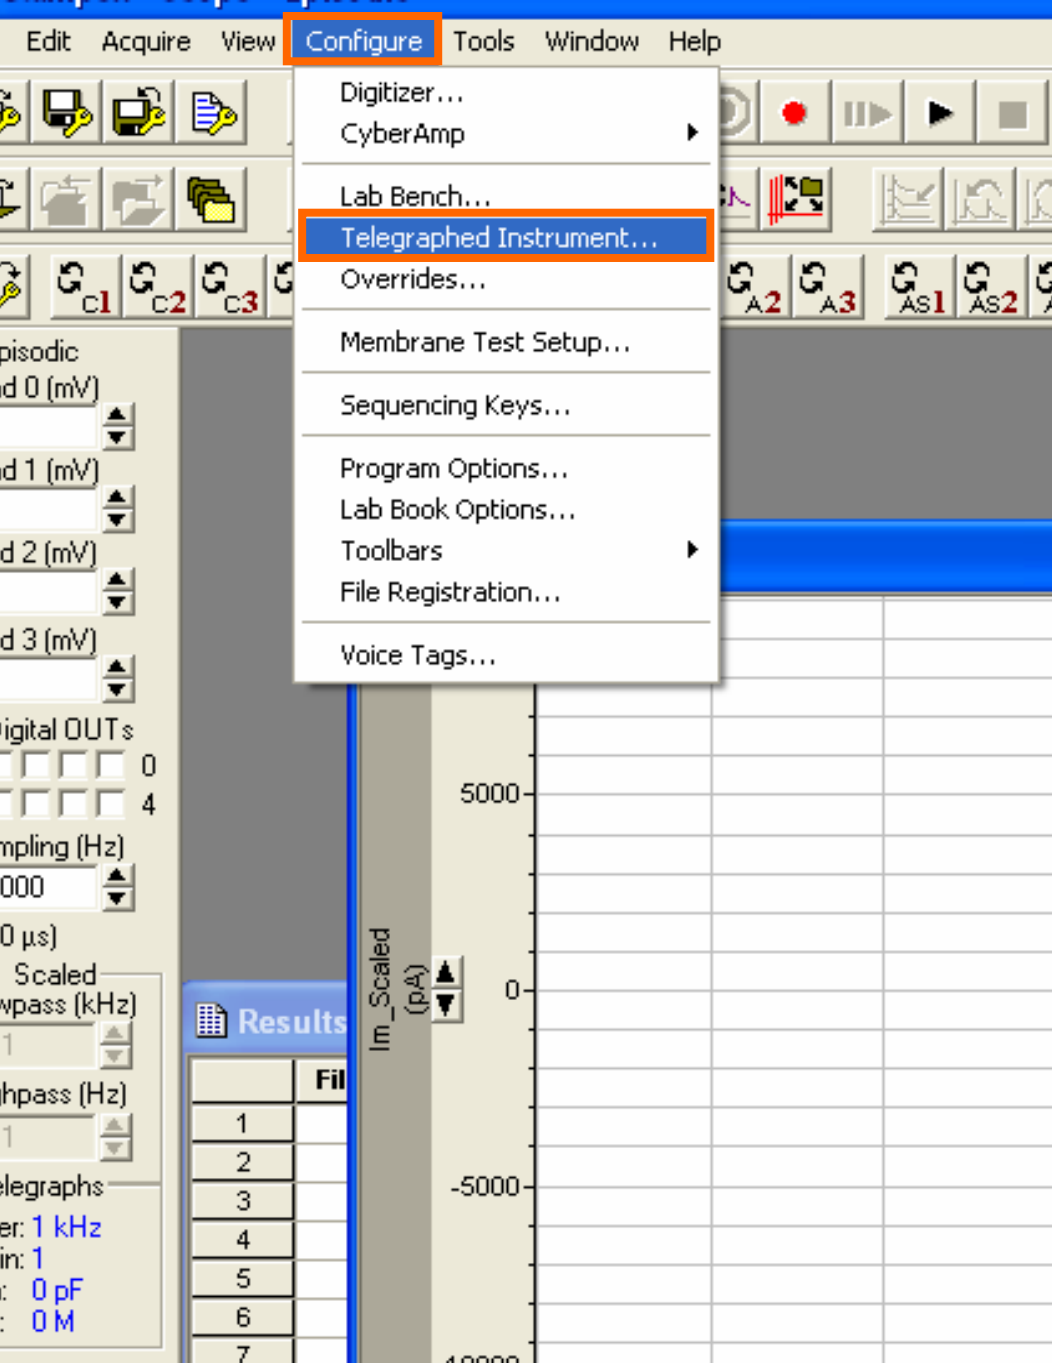 Edit Acquire View Configure Tools Window Help
Digitizer...
CyberAmp
Lab Bench...
Telegraphed Instrument...
Overrides...
C1 C2 C3 A2 A3 AS1 AS2
Membrane Test Setup...
Sequencing Keys...
Program Options...
Lab Book Options...
Toolbars
File Registration...
Voice Tags...
pisodic
d 0 (mV)
d 1 (mV)
d 2 (mV)
d 3 (mV)
igital OUTs
0
4
mpling (Hz)
000
0 µs)
Scaled
wpass (kHz)
1
hpass (Hz)
1
elegraphs
er: 1 kHz
in: 1
: 0 pF
: 0 M
Results
Fil
1
2
3
4
5
6
7
Im_Scaled
(pA)
5000
0
-5000